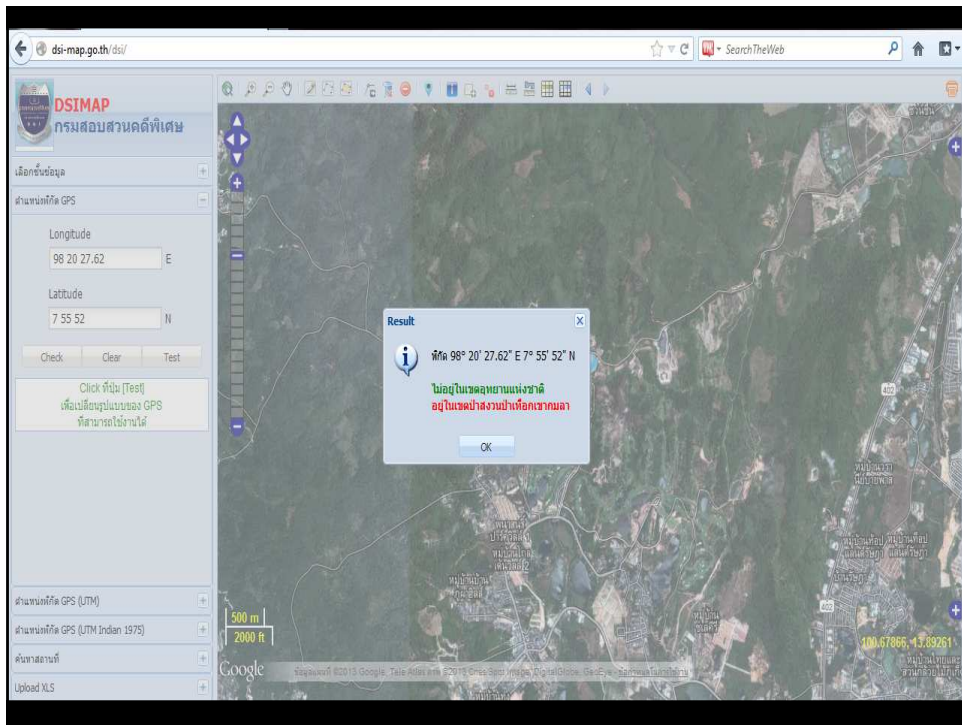 dsi-map.go.th/dsi/
SearchTheWeb
DSIMAP
กรมสอบสวนคดีพิเศษ
เลือกชั้นข้อมูล
ตำแหน่งพิกัด GPS
Longitude
98 20 27.62 E
Latitude
7 55 52 N
Check Clear Test
Click ที่ปุ่ม [Test]
เพื่อเปลี่ยนรูปแบบของ GPS
ที่สามารถใช้งานได้
Result
พิกัด 98° 20' 27.62" E 7° 55' 52" N
ไม่อยู่ในเขตอุทยานแห่งชาติ
อยู่ในเขตป่าสงวนป่าเทือกเขากมลา
OK
402
402
ตำแหน่งพิกัด GPS (UTM)
ตำแหน่งพิกัด GPS (UTM Indian 1975)
ค้นหาสถานที่
Upload XLS
500 m
2000 ft
100.67866, 13.89261
Google